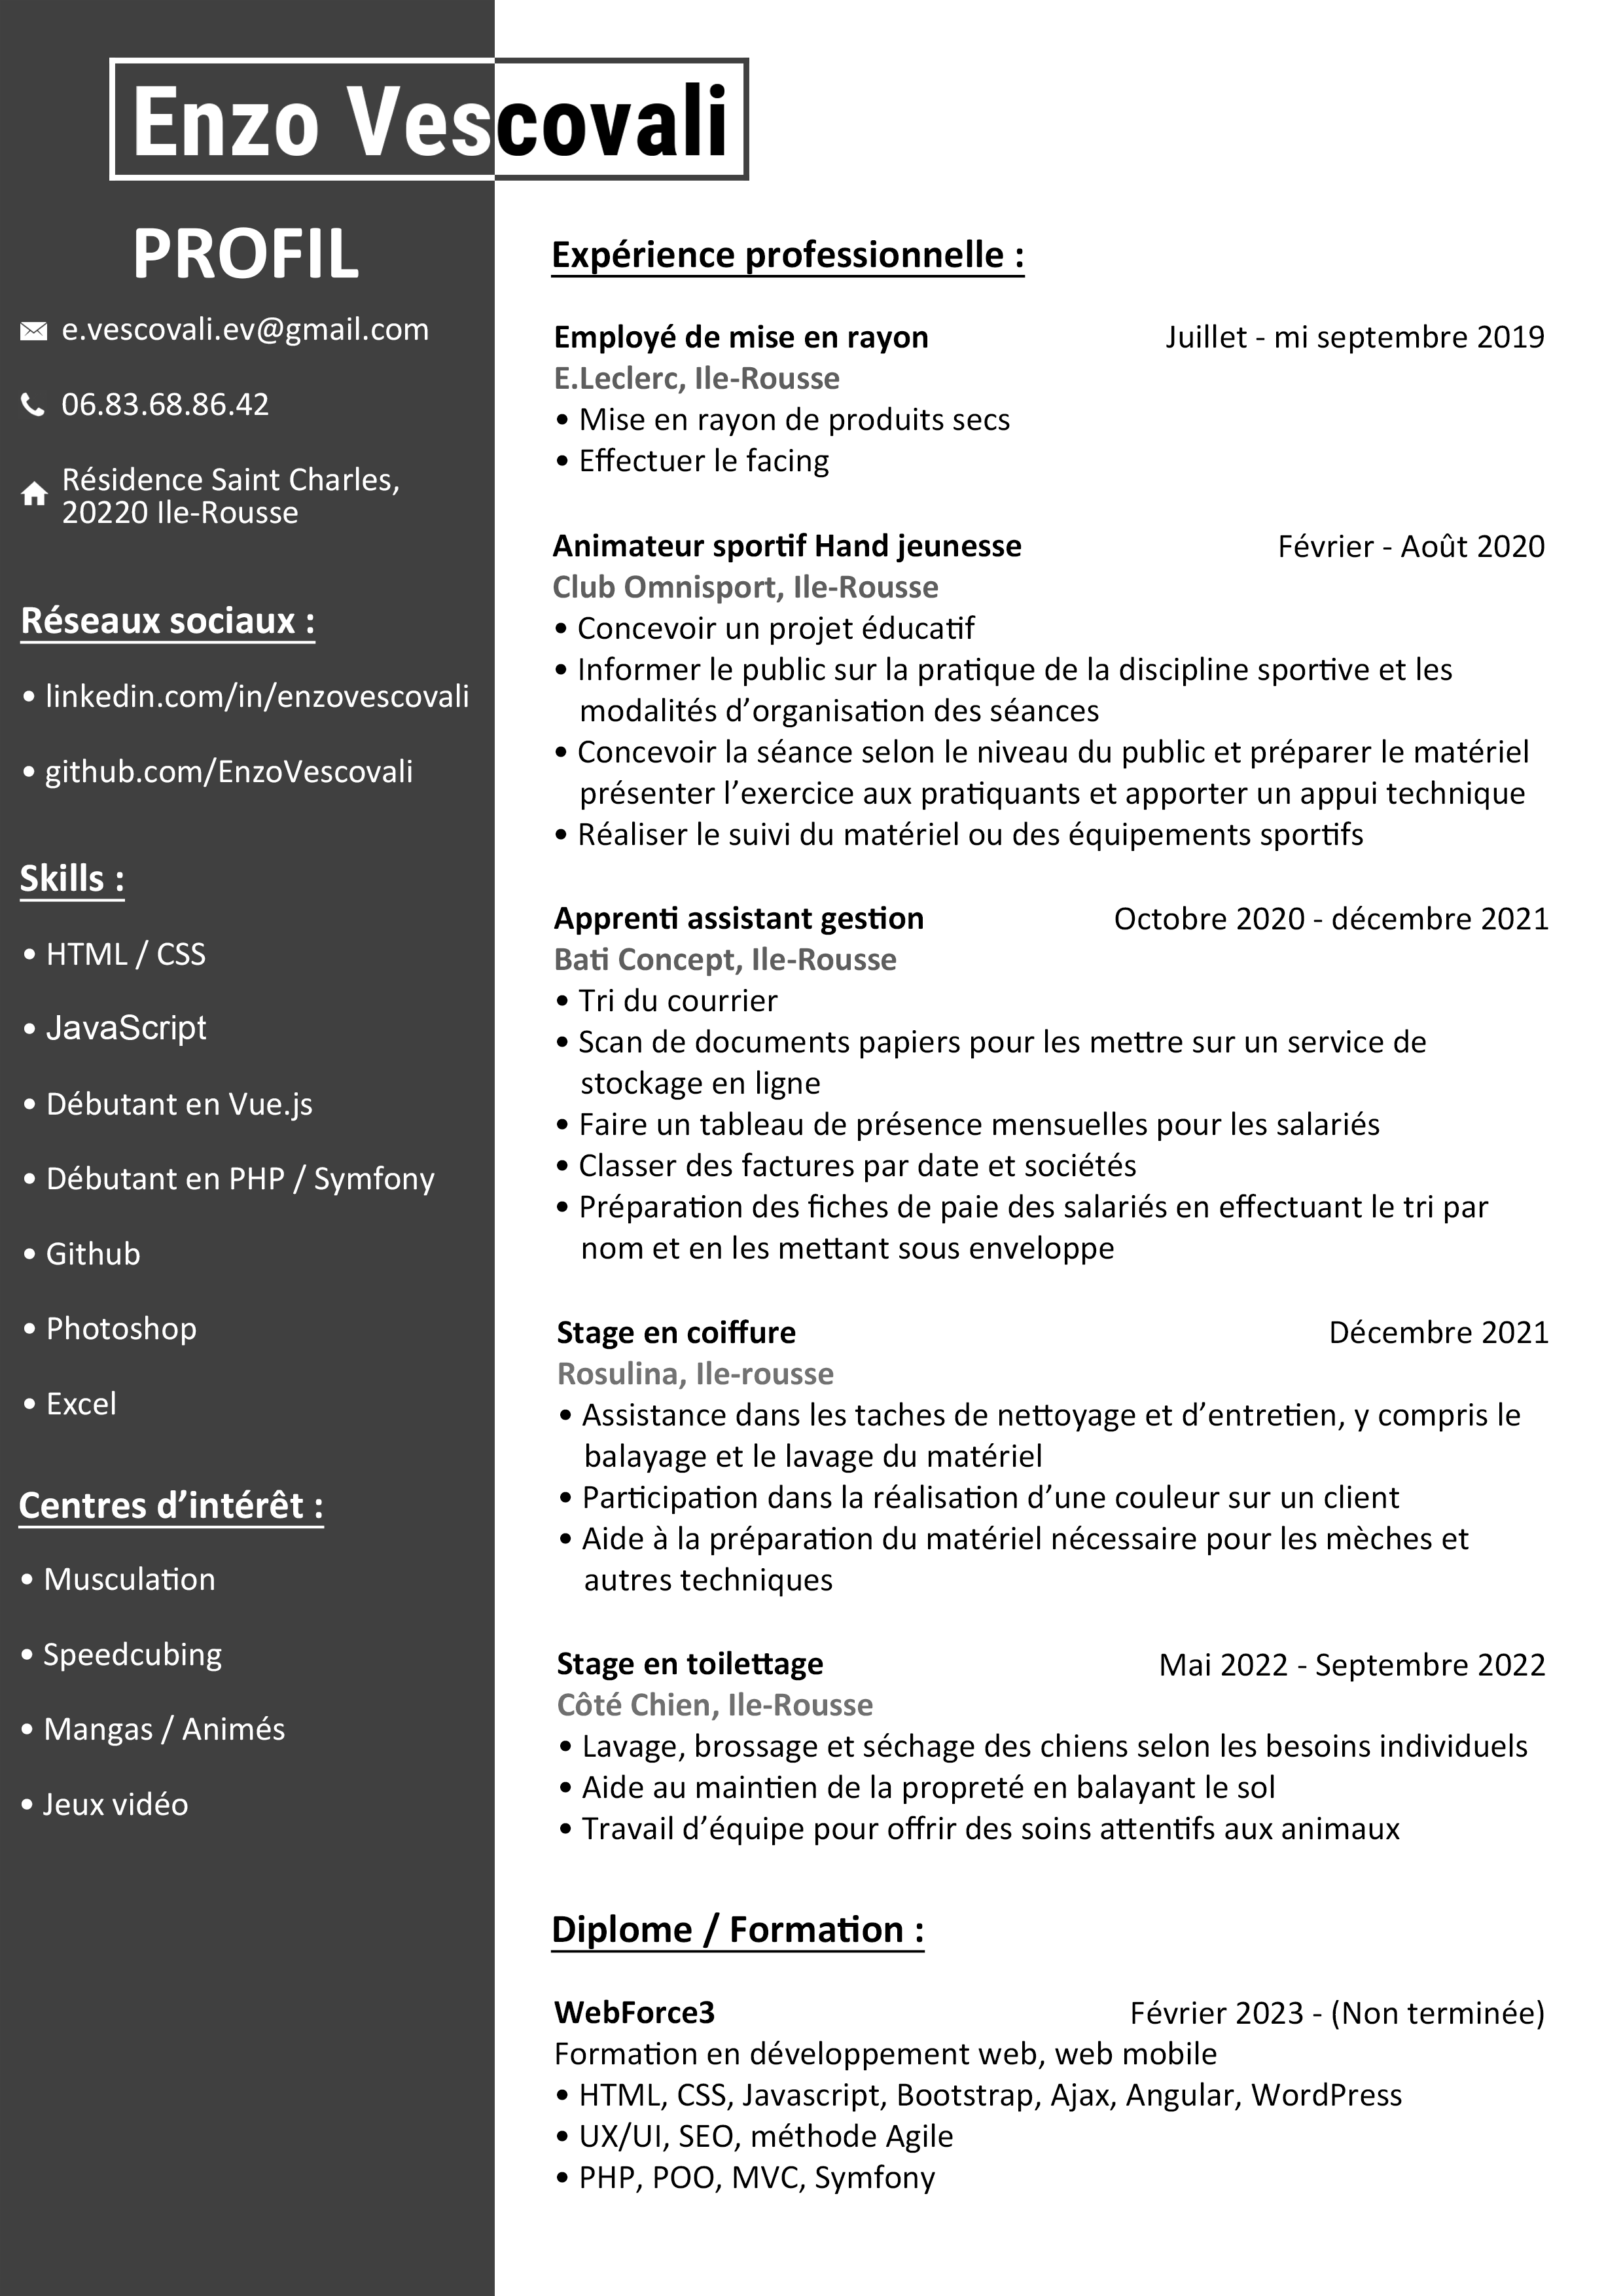 Enzo Vescovali
PROFIL
e.vescovali.ev@gmail.com
06.83.68.86.42
Résidence Saint Charles,
20220 Ile-Rousse
Réseaux sociaux :
• linkedin.com/in/enzovescovali
• github.com/EnzoVescovali
Skills :
• HTML / CSS
• JavaScript
• Débutant en Vue.js
• Débutant en PHP / Symfony
• Github
• Photoshop
• Excel
Centres d’intérêt :
• Musculation
• Speedcubing
• Mangas / Animés
• Jeux vidéo
Expérience professionnelle :
Employé de mise en rayon Juillet - mi septembre 2019
E.Leclerc, Ile-Rousse
• Mise en rayon de produits secs
• Effectuer le facing
Animateur sportif Hand jeunesse Février - Août 2020
Club Omnisport, Ile-Rousse
• Concevoir un projet éducatif
• Informer le public sur la pratique de la discipline sportive et les
modalités d’organisation des séances
• Concevoir la séance selon le niveau du public et préparer le matériel
présenter l’exercice aux pratiquants et apporter un appui technique
• Réaliser le suivi du matériel ou des équipements sportifs
Apprenti assistant gestion Octobre 2020 - décembre 2021
Bati Concept, Ile-Rousse
• Tri du courrier
• Scan de documents papiers pour les mettre sur un service de
stockage en ligne
• Faire un tableau de présence mensuelles pour les salariés
• Classer des factures par date et sociétés
• Préparation des fiches de paie des salariés en effectuant le tri par
nom et en les mettant sous enveloppe
Stage en coiffure Décembre 2021
Rosulina, Ile-rousse
• Assistance dans les taches de nettoyage et d’entretien, y compris le
balayage et le lavage du matériel
• Participation dans la réalisation d’une couleur sur un client
• Aide à la préparation du matériel nécessaire pour les mèches et
autres techniques
Stage en toilettage Mai 2022 - Septembre 2022
Côté Chien, Ile-Rousse
• Lavage, brossage et séchage des chiens selon les besoins individuels
• Aide au maintien de la propreté en balayant le sol
• Travail d’équipe pour offrir des soins attentifs aux animaux
Diplome / Formation :
WebForce3 Février 2023 - (Non terminée)
Formation en développement web, web mobile
• HTML, CSS, Javascript, Bootstrap, Ajax, Angular, WordPress
• UX/UI, SEO, méthode Agile
• PHP, POO, MVC, Symfony